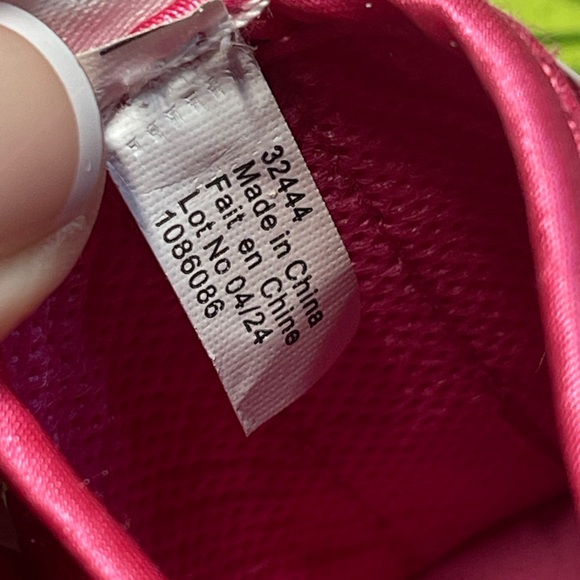 32444
Made in China
Fait en Chine
Lot No 04/24
1086086